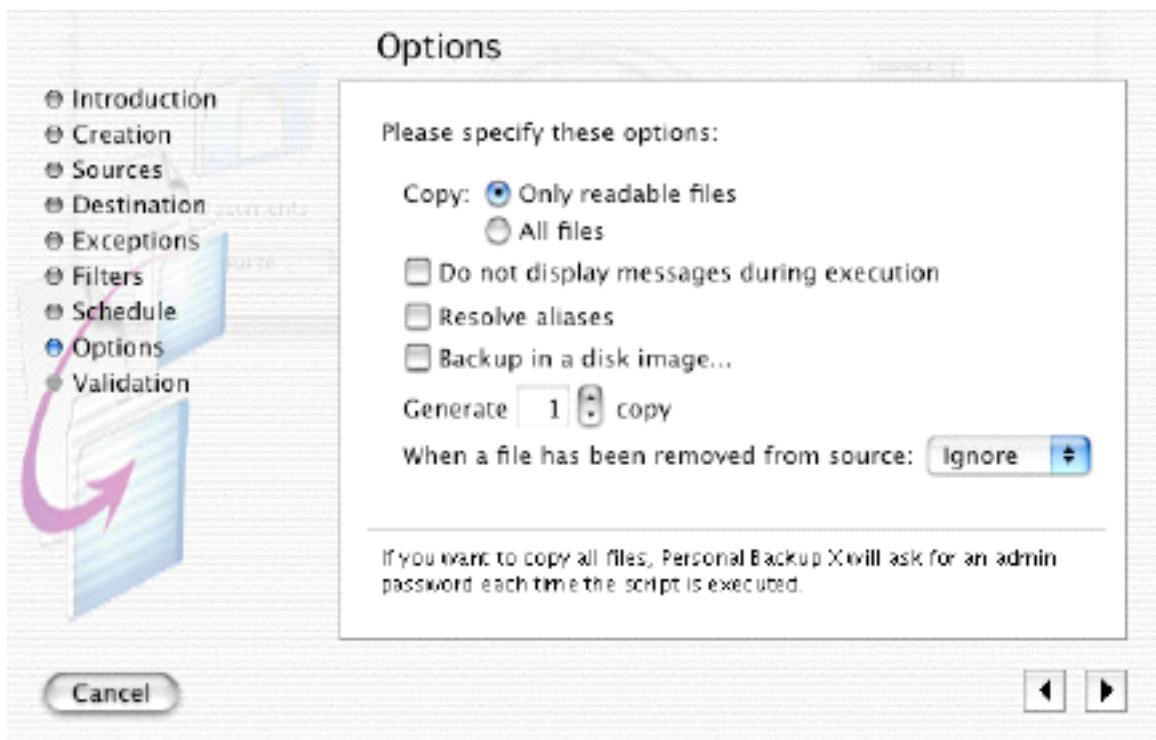 Options
Introduction
Creation
Sources
Destination
Exceptions
Filters
Schedule
Options
Validation
Please specify these options:
Copy: Only readable files
All files
Do not display messages during execution
Resolve aliases
Backup in a disk image...
Generate 1 copy
When a file has been removed from source: Ignore
If you want to copy all files, Personal Backup X will ask for an admin
password each time the script is executed.
Cancel